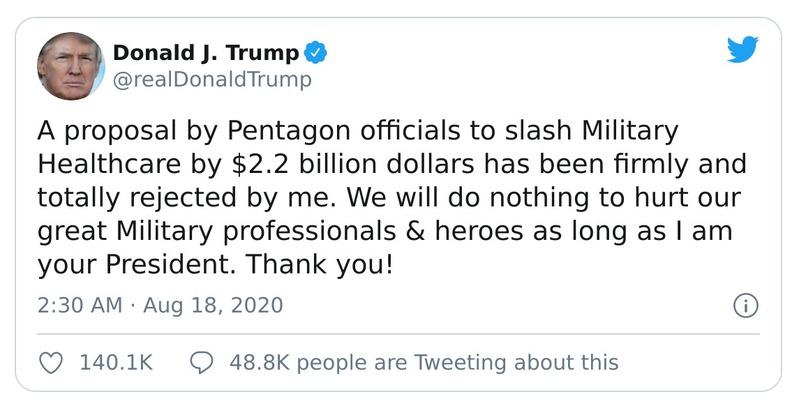 Donald J. Trump
@realDonaldTrump
A proposal by Pentagon officials to slash Military
Healthcare by $2.2 billion dollars has been firmly and
totally rejected by me. We will do nothing to hurt our
great Military professionals & heroes as long as I am
your President. Thank you!
2:30 AM · Aug 18, 2020
140.1K 48.8K people are Tweeting about this